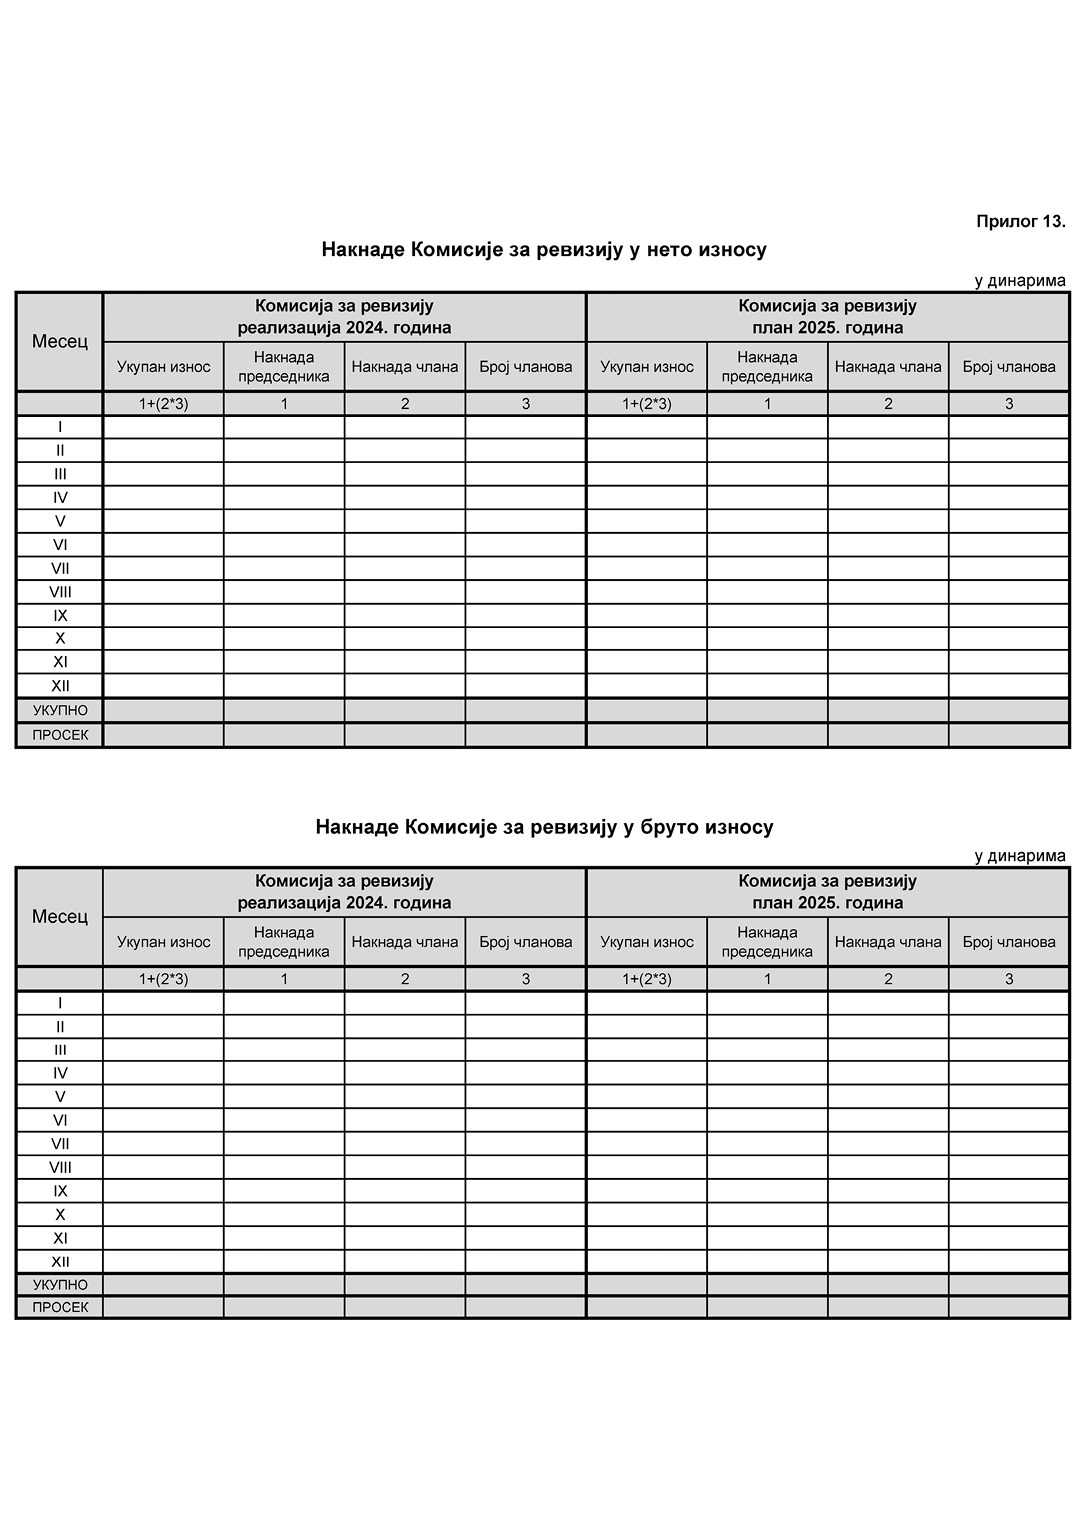 Прилог 13.
Накнаде Комисије за ревизију у нето износу
у динарима
Месец
Комисија за ревизију
реализација 2024. година
Комисија за ревизију
план 2025. година
Укупан износ
Накнада
председника
Накнада члана
Број чланова
Укупан износ
Накнада
председника
Накнада члана
Број чланова
1+(2*3) 1 2 3 1+(2*3) 1 2 3
I
II
III
IV
V
VI
VII
VIII
IX
X
XI
XII
УКУПНО
ПРОСЕК
Накнаде Комисије за ревизију у бруто износу
у динарима
Месец
Комисија за ревизију
реализација 2024. година
Комисија за ревизију
план 2025. година
Укупан износ
Накнада
председника
Накнада члана
Број чланова
Укупан износ
Накнада
председника
Накнада члана
Број чланова
1+(2*3) 1 2 3 1+(2*3) 1 2 3
I
II
III
IV
V
VI
VII
VIII
IX
X
XI
XII
УКУПНО
ПРОСЕК